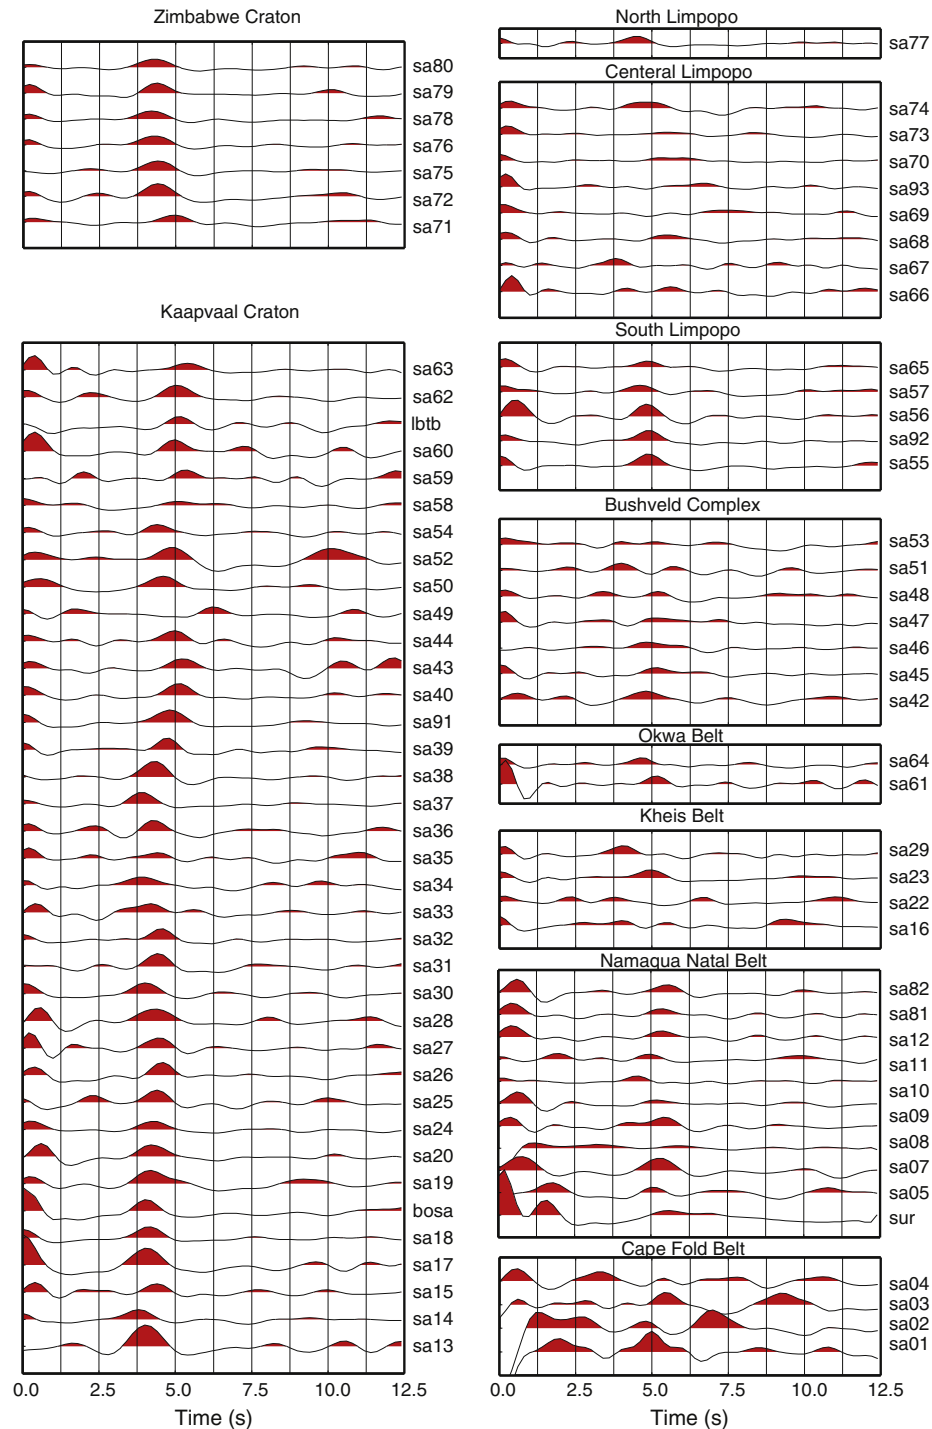 Zimbabwe Craton
sa80
sa79
sa78
sa76
sa75
sa72
sa71
Kaapvaal Craton
sa63
sa62
lbtb
sa60
sa59
sa58
sa54
sa52
sa50
sa49
sa44
sa43
sa40
sa91
sa39
sa38
sa37
sa36
sa35
sa34
sa33
sa32
sa31
sa30
sa28
sa27
sa26
sa25
sa24
sa20
sa19
bosa
sa18
sa17
sa15
sa14
sa13
0.0 2.5 5.0 7.5 10.0 12.5
Time (s)
North Limpopo
sa77
Centeral Limpopo
sa74
sa73
sa70
sa93
sa69
sa68
sa67
sa66
South Limpopo
sa65
sa57
sa56
sa92
sa55
Bushveld Complex
sa53
sa51
sa48
sa47
sa46
sa45
sa42
Okwa Belt
sa64
sa61
Kheis Belt
sa29
sa23
sa22
sa16
Namaqua Natal Belt
sa82
sa81
sa12
sa11
sa10
sa09
sa08
sa07
sa05
sur
Cape Fold Belt
sa04
sa03
sa02
sa01
0.0 2.5 5.0 7.5 10.0 12.5
Time (s)